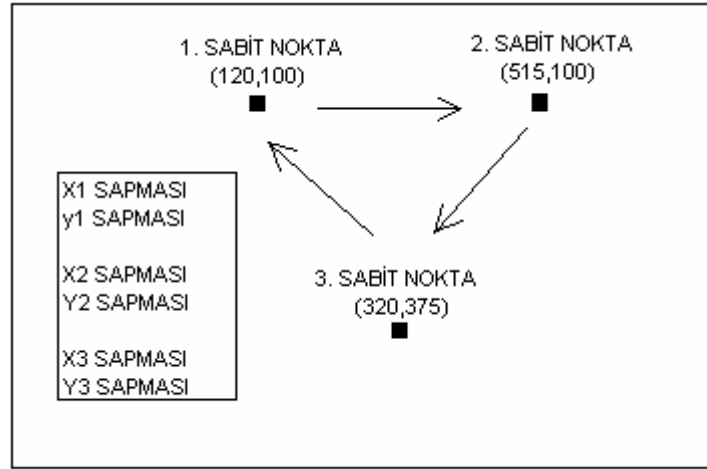 1. SABİT NOKTA
(120,100)
2. SABİT NOKTA
(515,100)
X1 SAPMASI
y1 SAPMASI
X2 SAPMASI
Y2 SAPMASI
X3 SAPMASI
Y3 SAPMASI
3. SABİT NOKTA
(320,375)